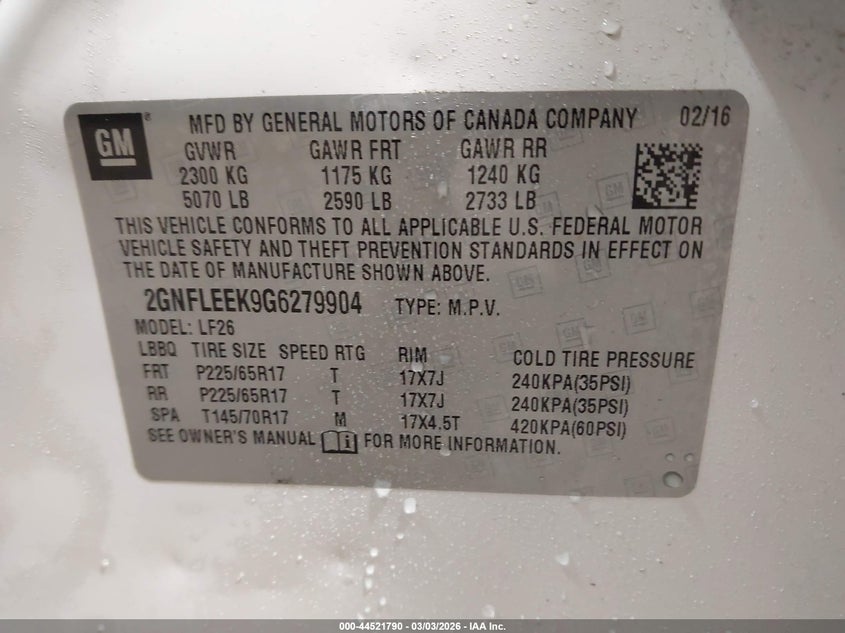 GM ® MFD BY GENERAL MOTORS OF CANADA COMPANY 02/16
GVWR GAWR FRT GAWR RR
2300 KG 1175 KG 1240 KG
5070 LB 2590 LB 2733 LB
THIS VEHICLE CONFORMS TO ALL APPLICABLE U.S. FEDERAL MOTOR
VEHICLE SAFETY AND THEFT PREVENTION STANDARDS IN EFFECT ON
THE DATE OF MANUFACTURE SHOWN ABOVE.
2GNFLEEK9G6279904 TYPE: M.P.V.
MODEL: LF26
LBBQ TIRE SIZE SPEED RTG RIM COLD TIRE PRESSURE
FRT P225/65R17 T 17X7J 240KPA(35PSI)
RR P225/65R17 T 17X7J 240KPA(35PSI)
SPA T145/70R17 M 17X4.5T 420KPA(60PSI)
SEE OWNER'S MANUAL i FOR MORE INFORMATION.
000-44521790 - 03/03/2026 - IAA Inc.